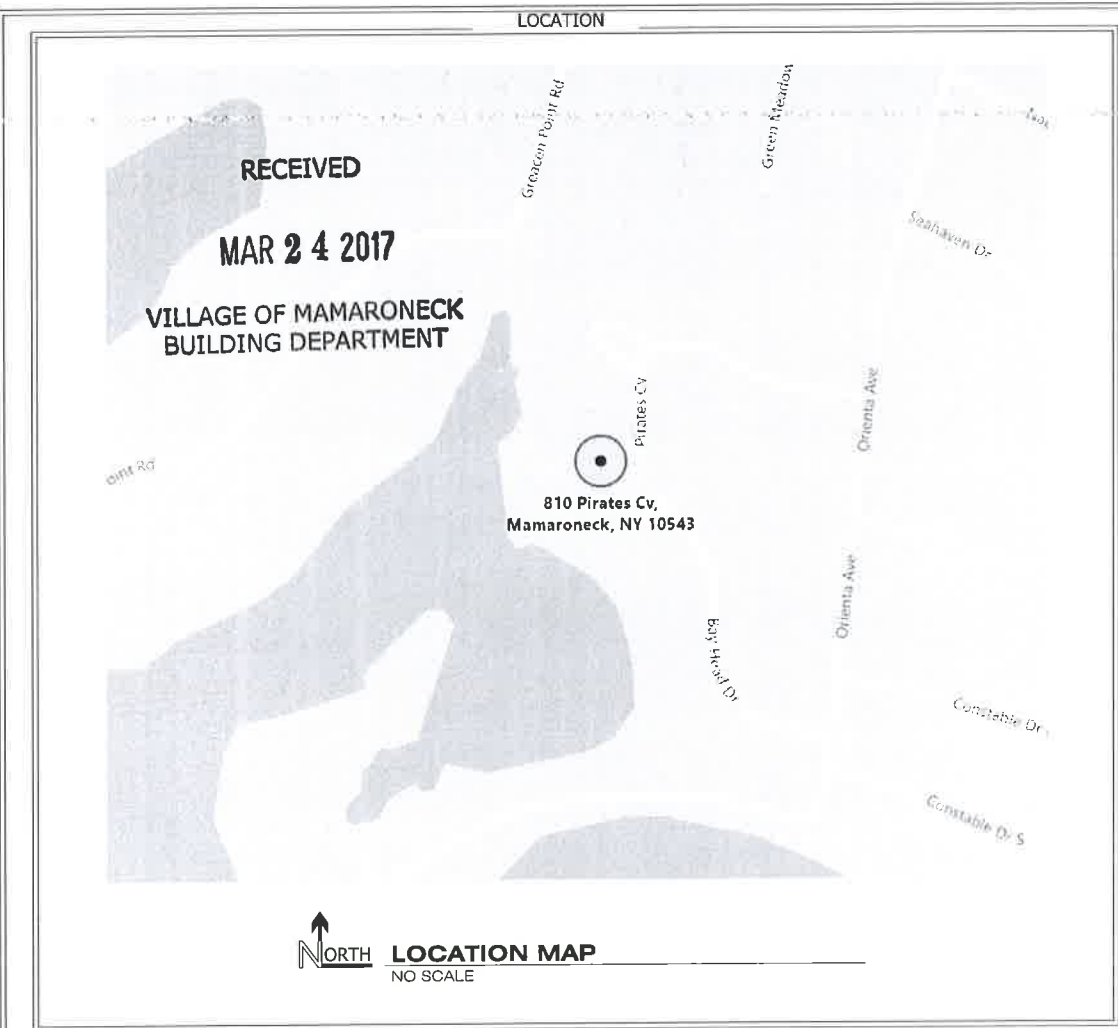 LOCATION
Greacen Point Rd
Green Meadow
RECEIVED
MAR 24 2017
VILLAGE OF MAMARONECK
BUILDING DEPARTMENT
Seahaven Dr
Pirates Cv
Orienta Ave
oint Rd
810 Pirates Cv,
Mamaroneck, NY 10543
Orienta Ave
Bay Head Dr
Constable Dr
Constable Dr S
NORTH LOCATION MAP
NO SCALE